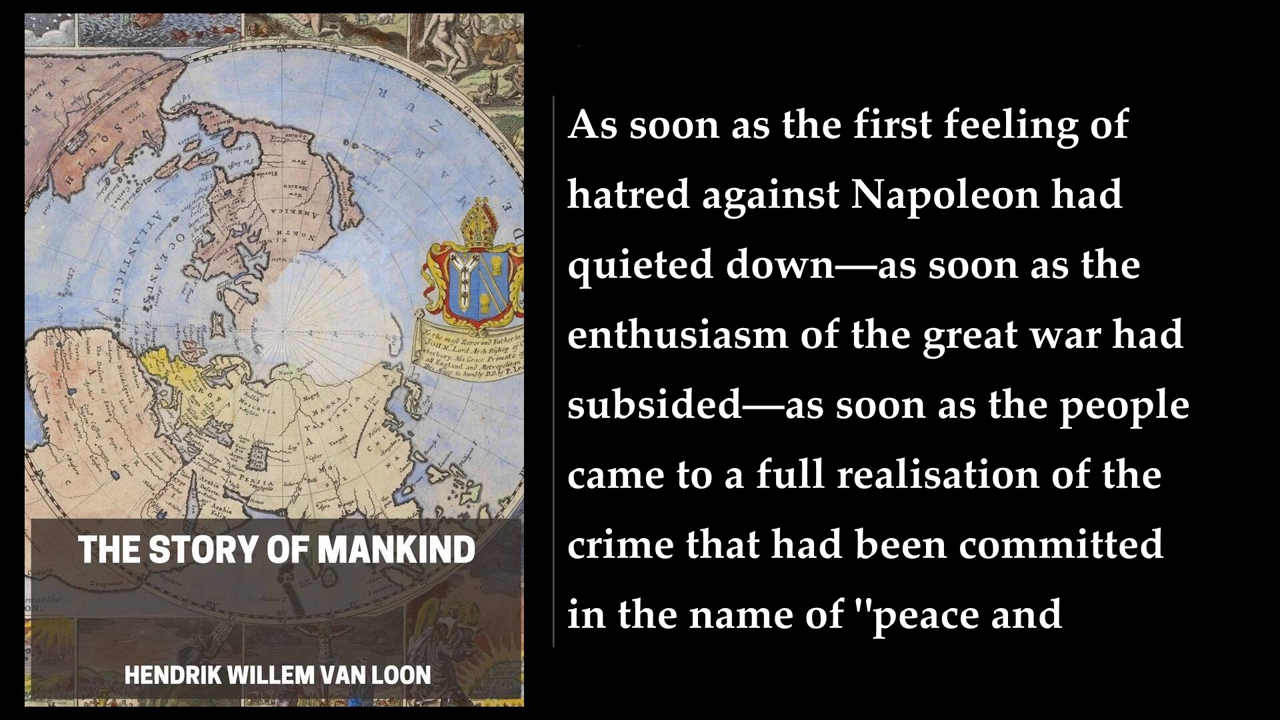 THE STORY OF MANKIND
HENDRIK WILLEM VAN LOON
As soon as the first feeling of
hatred against Napoleon had
quieted down—as soon as the
enthusiasm of the great war had
subsided—as soon as the people
came to a full realisation of the
crime that had been committed
in the name of "peace and